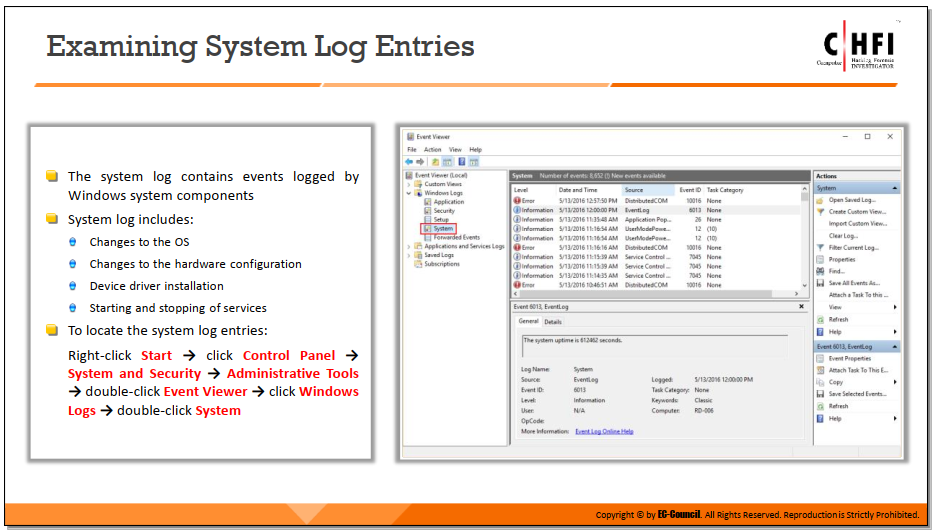 Examining System Log Entries
CHFI
Computer Hacking Forensic
INVESTIGATOR
The system log contains events logged by
Windows system components
System log includes:
Changes to the OS
Changes to the hardware configuration
Device driver installation
Starting and stopping of services
To locate the system log entries:
Right-click Start → click Control Panel →
System and Security → Administrative Tools
→ double-click Event Viewer → click Windows
Logs → double-click System
Event Viewer
File Action View Help
Event Viewer (Local)
Custom Views
Windows Logs
Application
Security
Setup
System
Forwarded Events
Applications and Services Logs
Saved Logs
Subscriptions
System Number of events: 8,652 (!) New events available
Level Date and Time Source Event ID Task Category
Error 5/13/2016 12:57:50 PM DistributedCOM 10016 None
Information 5/13/2016 12:00:00 PM EventLog 6013 None
Information 5/13/2016 11:35:48 AM Application Pop... 26 None
Information 5/13/2016 11:16:54 AM UserModePowe... 12 (10)
Information 5/13/2016 11:16:54 AM UserModePowe... 12 (10)
Error 5/13/2016 11:16:16 AM DistributedCOM 10016 None
Information 5/13/2016 11:15:39 AM Service Control ... 7045 None
Information 5/13/2016 11:15:39 AM Service Control ... 7045 None
Information 5/13/2016 11:14:35 AM Service Control ... 7045 None
Error 5/13/2016 10:46:51 AM DistributedCOM 10016 None
Event 6013, EventLog
General Details
The system uptime is 612462 seconds.
Log Name: System
Source: EventLog Logged: 5/13/2016 12:00:00 PM
Event ID: 6013 Task Category: None
Level: Information Keywords: Classic
User: N/A Computer: RD-006
OpCode:
More Information: Event Log Online Help
Actions
System
Open Saved Log...
Create Custom View...
Import Custom View...
Clear Log...
Filter Current Log...
Properties
Find...
Save All Events As...
Attach a Task To this ...
View
Refresh
Help
Event 6013, EventLog
Event Properties
Attach Task To This E...
Copy
Save Selected Events...
Refresh
Help
Copyright © by EC-Council. All Rights Reserved. Reproduction is Strictly Prohibited.